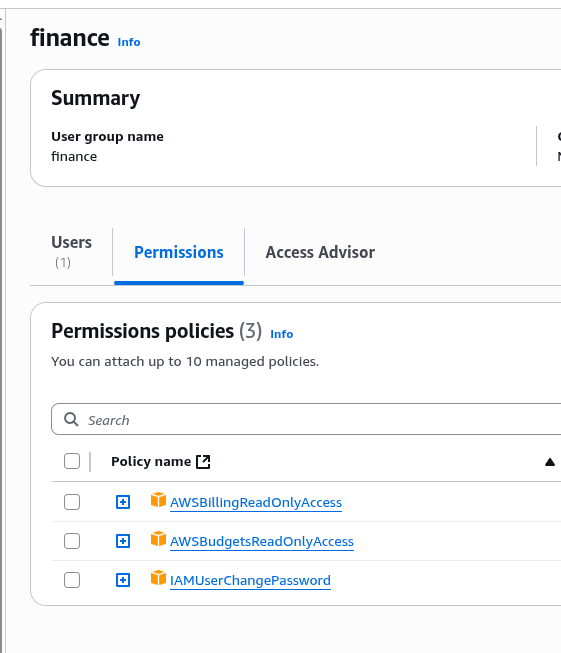 finance Info
Summary
User group name
finance
Users
(1)
Permissions
Access Advisor
Permissions policies (3) Info
You can attach up to 10 managed policies.
Search
Policy name
AWSBillingReadOnlyAccess
AWSBudgetsReadOnlyAccess
IAMUserChangePassword